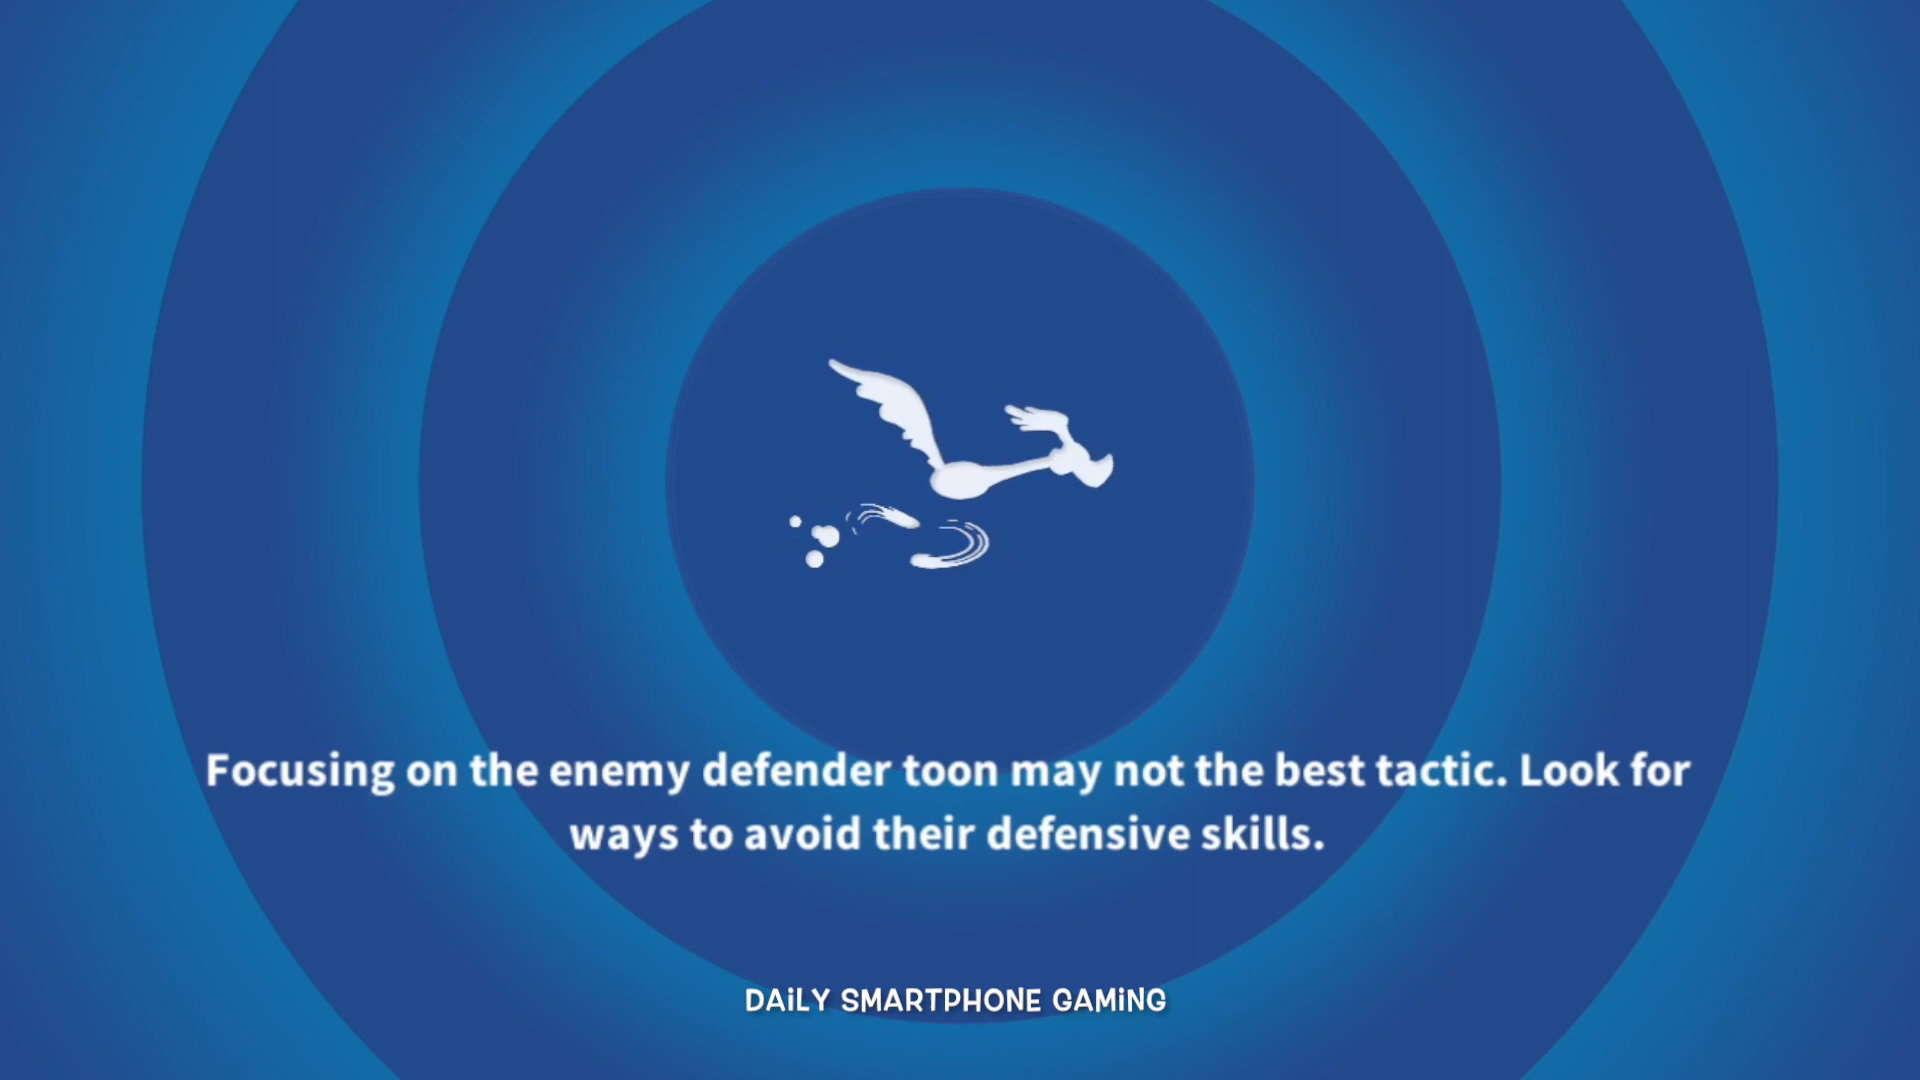 Focusing on the enemy defender toon may not the best tactic. Look for
ways to avoid their defensive skills.
DAiLY SMARTPHONE GAMiNG